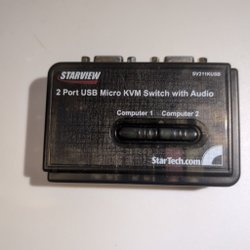 STARVIEW
SV211KUSB
2 Port USB Micro KVM Switch with Audio
Computer 1 Computer 2
StarTech.com